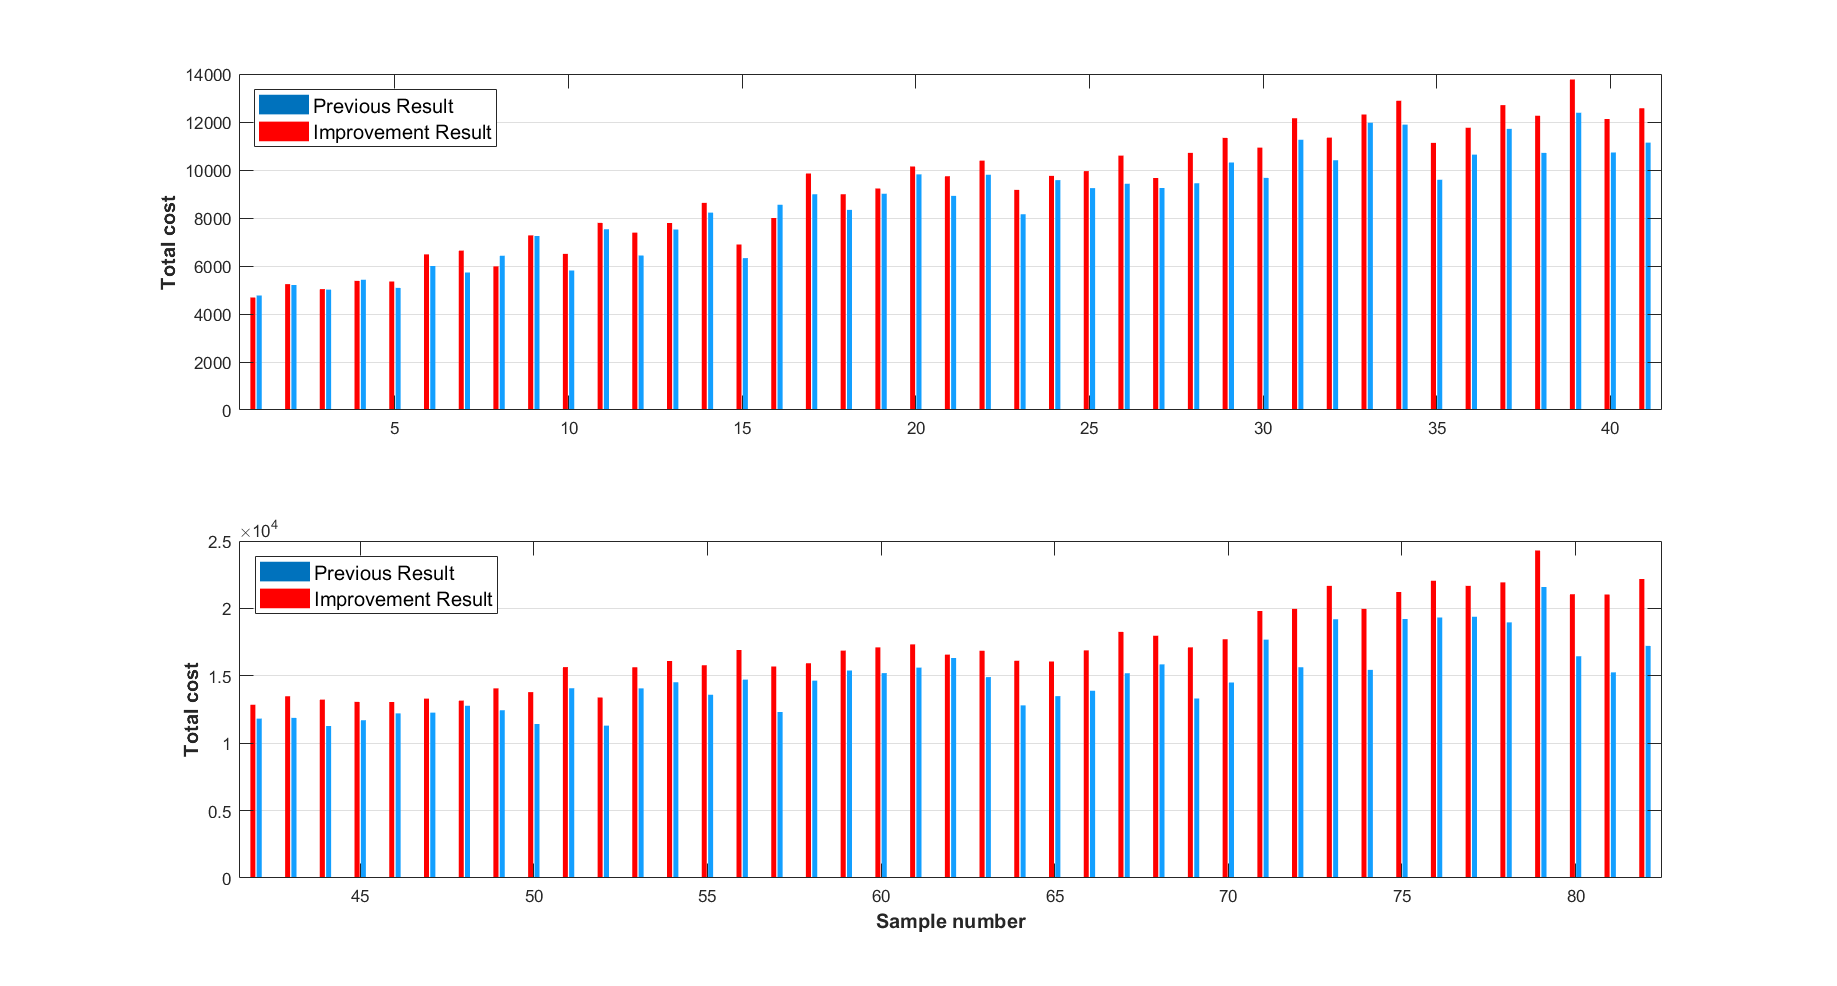 14000
12000
10000
8000
6000
4000
2000
0
Total cost
Previous Result
Improvement Result
5 10 15 20 25 30 35 40
×10⁴
2.5
2
1.5
1
0.5
0
Total cost
Previous Result
Improvement Result
45 50 55 60 65 70 75 80
Sample number